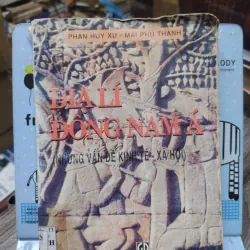 PHAN HUY XU - MAI PHÚ THANH
ĐỊA LÍ
ĐÔNG NAM Á
(NHỮNG VẤN ĐỀ KINH TẾ - XÃ HỘI)